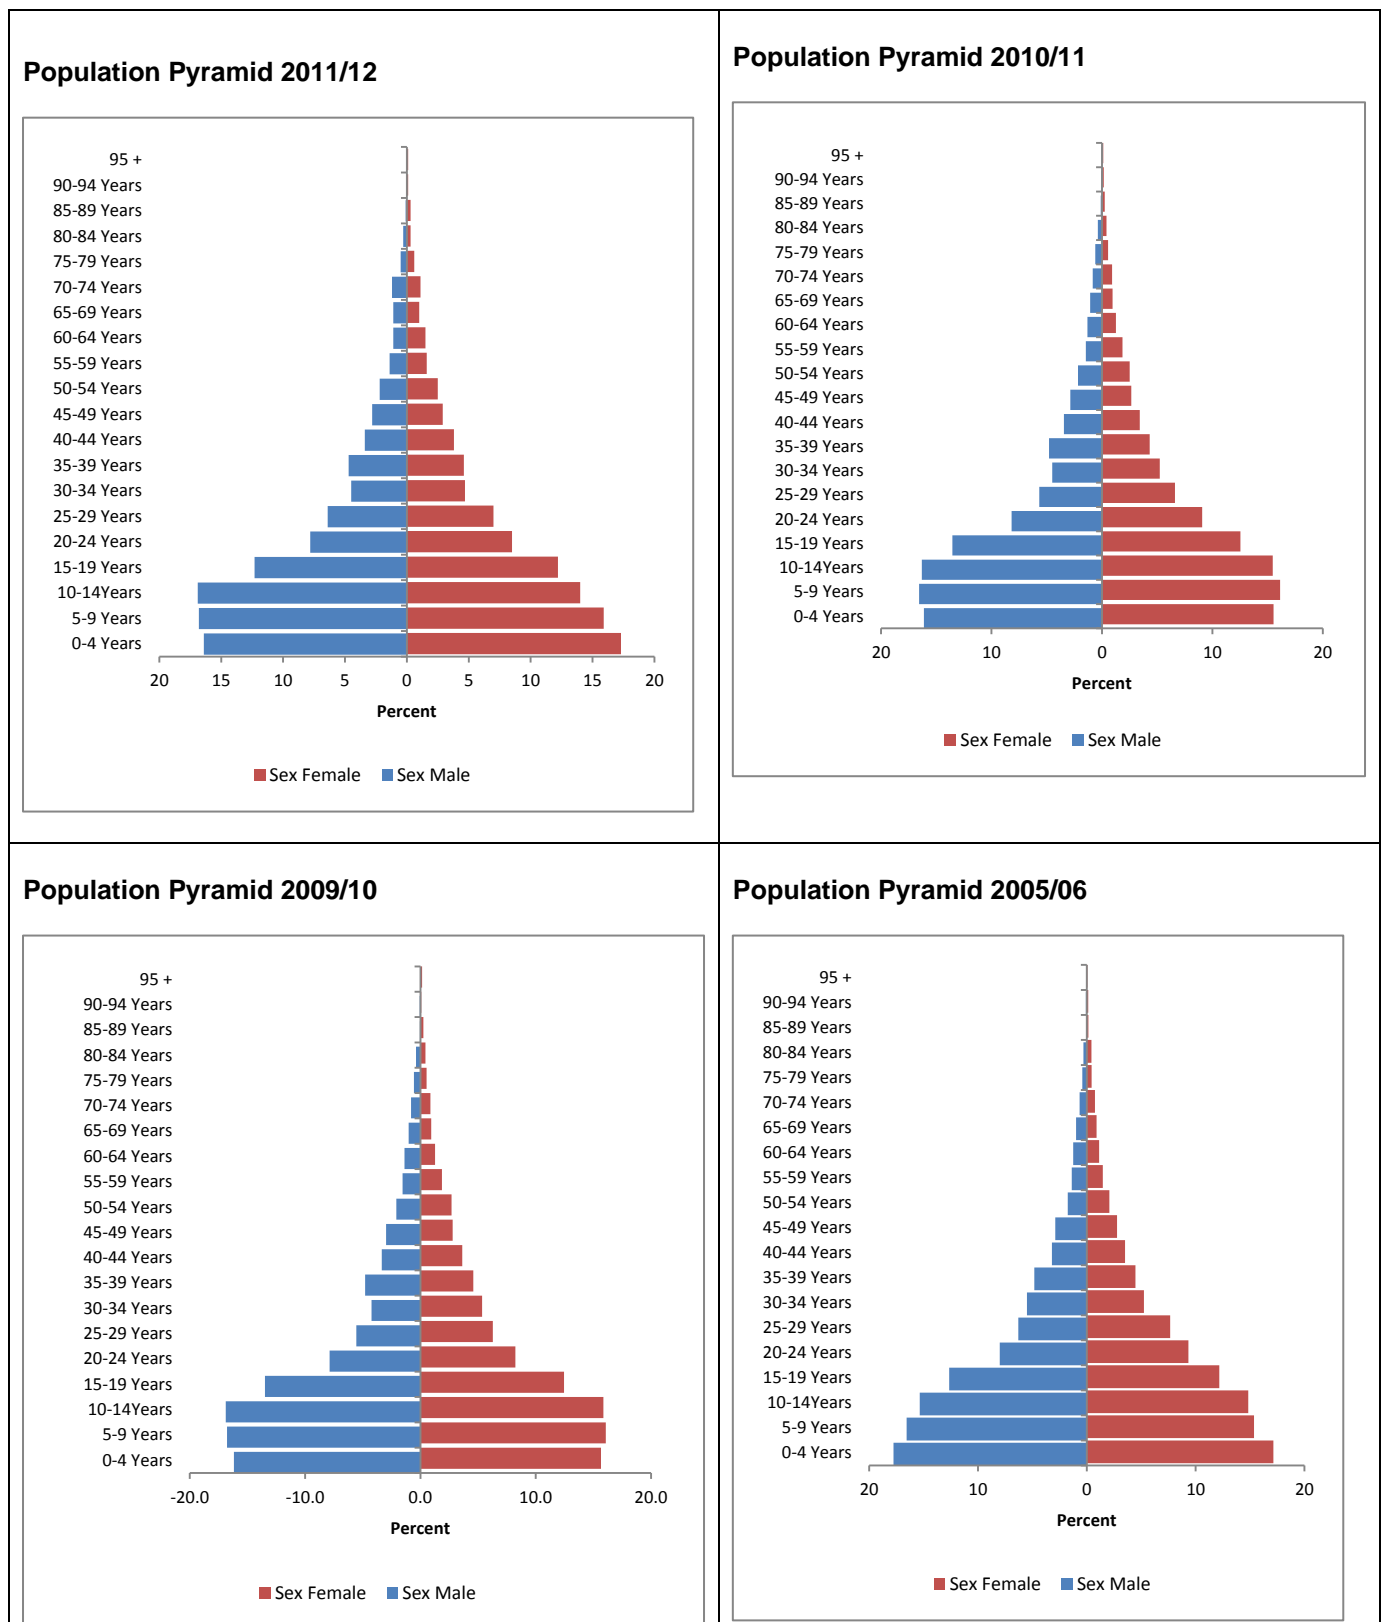 Population Pyramid 2011/12
95 +
90-94 Years
85-89 Years
80-84 Years
75-79 Years
70-74 Years
65-69 Years
60-64 Years
55-59 Years
50-54 Years
45-49 Years
40-44 Years
35-39 Years
30-34 Years
25-29 Years
20-24 Years
15-19 Years
10-14Years
5-9 Years
0-4 Years
20 15 10 5 0 5 10 15 20
Percent
Sex Female Sex Male
Population Pyramid 2010/11
95 +
90-94 Years
85-89 Years
80-84 Years
75-79 Years
70-74 Years
65-69 Years
60-64 Years
55-59 Years
50-54 Years
45-49 Years
40-44 Years
35-39 Years
30-34 Years
25-29 Years
20-24 Years
15-19 Years
10-14Years
5-9 Years
0-4 Years
20 10 0 10 20
Percent
Sex Female Sex Male
Population Pyramid 2009/10
95 +
90-94 Years
85-89 Years
80-84 Years
75-79 Years
70-74 Years
65-69 Years
60-64 Years
55-59 Years
50-54 Years
45-49 Years
40-44 Years
35-39 Years
30-34 Years
25-29 Years
20-24 Years
15-19 Years
10-14Years
5-9 Years
0-4 Years
-20.0 -10.0 0.0 10.0 20.0
Percent
Sex Female Sex Male
Population Pyramid 2005/06
95 +
90-94 Years
85-89 Years
80-84 Years
75-79 Years
70-74 Years
65-69 Years
60-64 Years
55-59 Years
50-54 Years
45-49 Years
40-44 Years
35-39 Years
30-34 Years
25-29 Years
20-24 Years
15-19 Years
10-14Years
5-9 Years
0-4 Years
20 10 0 10 20
Percent
Sex Female Sex Male